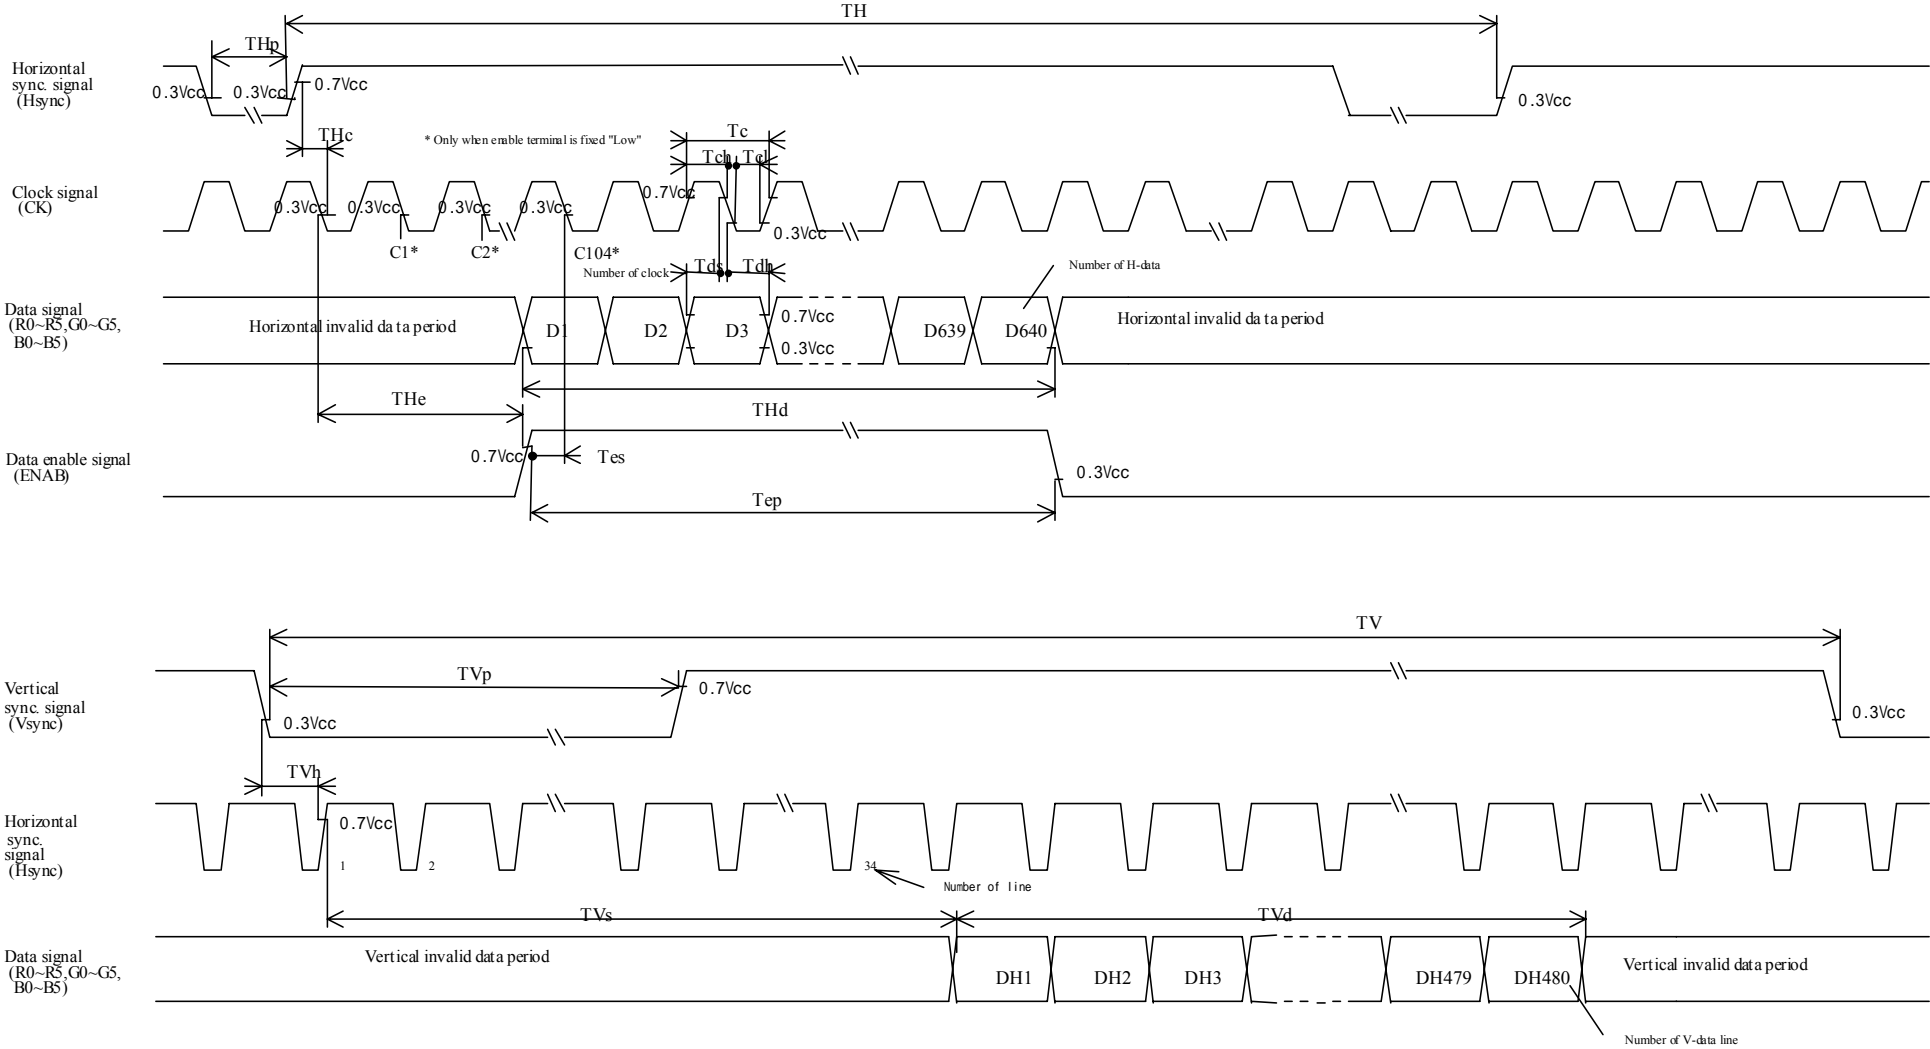 TH
THp
Horizontal
sync. signal
(Hsync)
0.3Vcc
0.3Vcc
0.7Vcc
0.3Vcc
THc
* Only when enable terminal is fixed "Low"
Tc
Tch
Tcl
Clock signal
(CK)
0.7Vcc
0.3Vcc
0.3Vcc
0.3Vcc
0.3Vcc
0.3Vcc
C1*
C2*
C104*
Number of clock
Tds
Tdh
Number of H-data
Data signal
(R0~R5,G0~G5,
B0~B5)
Horizontal invalid data period
D1
D2
D3
0.7Vcc
0.3Vcc
D639
D640
Horizontal invalid data period
THe
THd
Data enable signal
(ENAB)
0.7Vcc
Tes
0.3Vcc
Tep
TV
TVp
Vertical
sync. signal
(Vsync)
0.3Vcc
0.7Vcc
0.3Vcc
TVh
Horizontal
sync.
signal
(Hsync)
0.7Vcc
1
2
34
Number of line
TVs
TVd
Data signal
(R0~R5,G0~G5,
B0~B5)
Vertical invalid data period
DH1
DH2
DH3
DH479
DH480
Vertical invalid data period
Number of V-data line